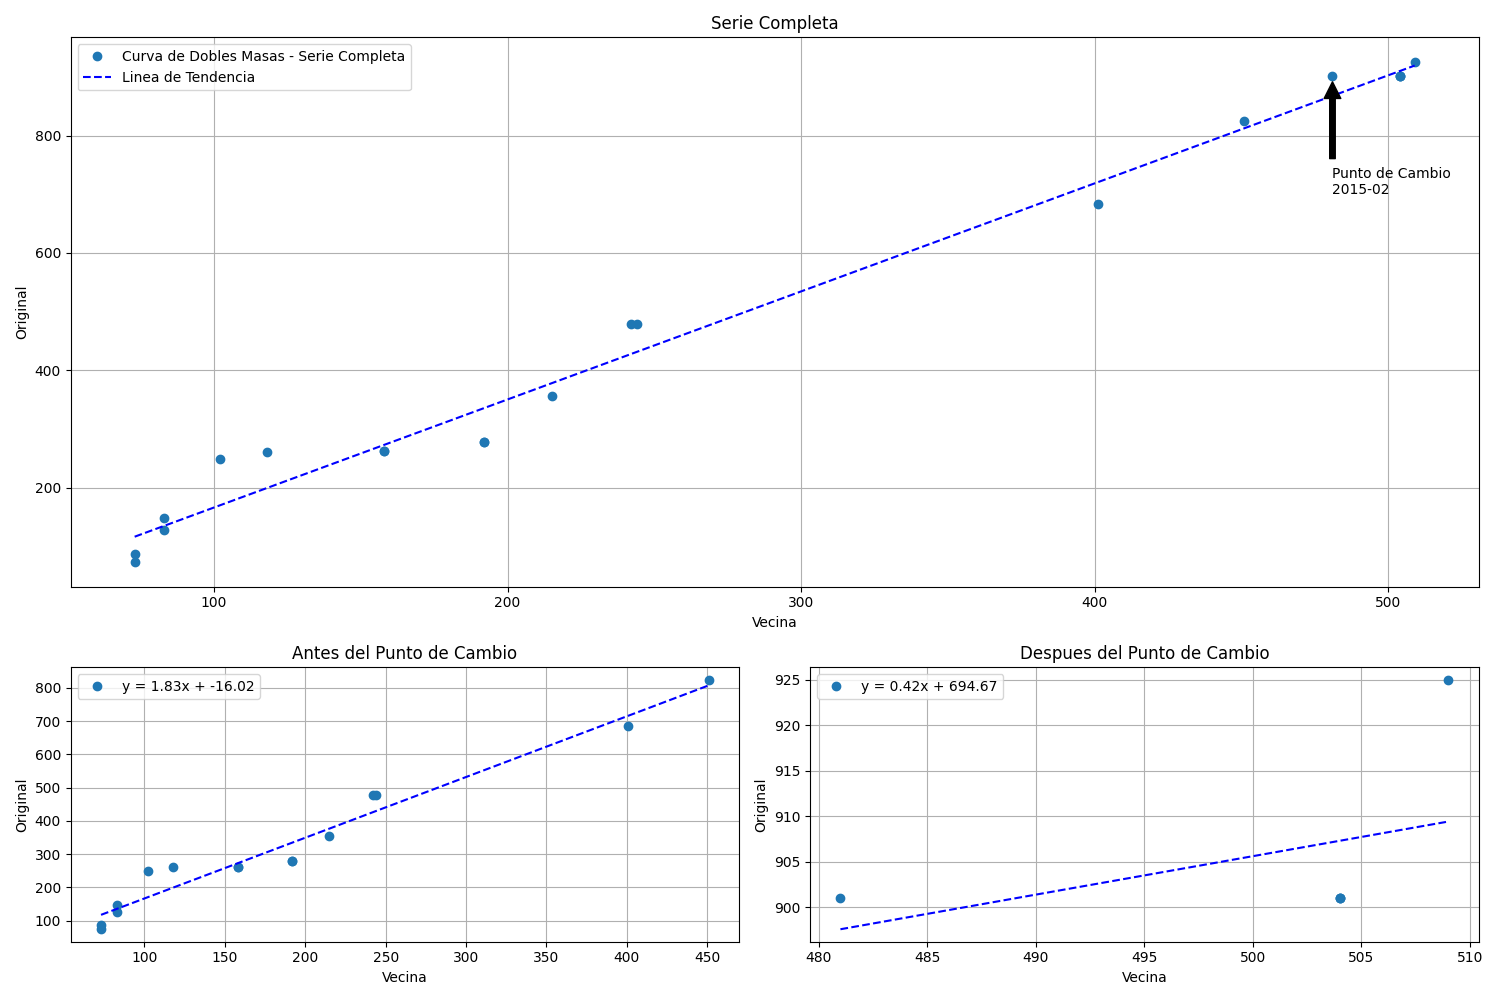 Serie Completa
Curva de Dobles Masas - Serie Completa
Linea de Tendencia
800
600
400
200
Original
Punto de Cambio
2015-02
100
200
300
400
500
Vecina
Antes del Punto de Cambio
y = 1.83x + -16.02
800
700
600
500
400
300
200
100
Original
100
150
200
250
300
350
400
450
Vecina
Despues del Punto de Cambio
y = 0.42x + 694.67
925
920
915
910
905
900
Original
480
485
490
495
500
505
510
Vecina